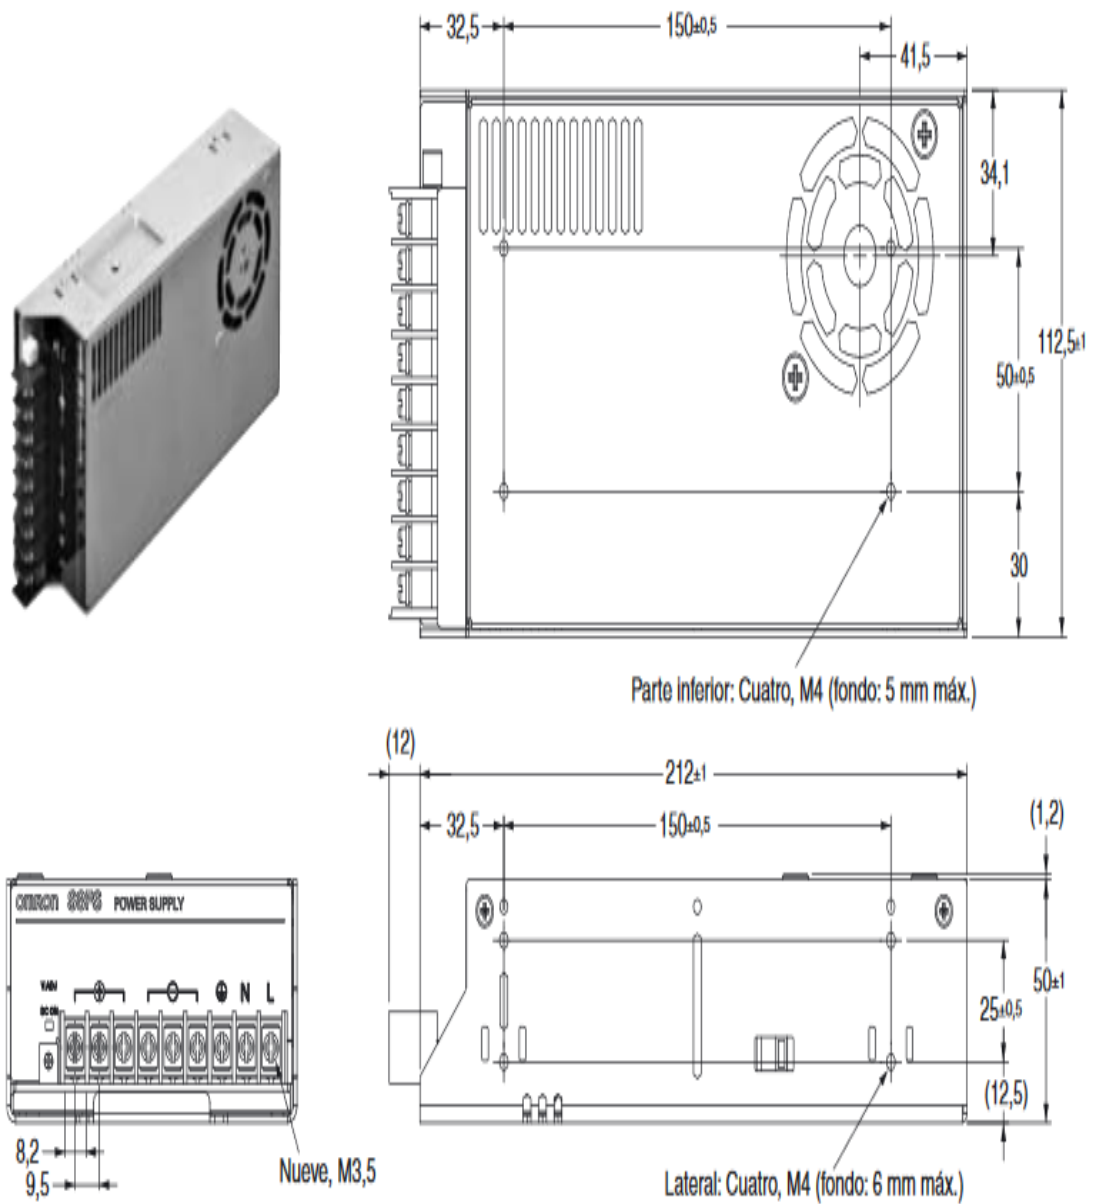 32,5
150±0,5
41,5
34,1
112,5±1
50±0,5
30
Parte inferior: Cuatro, M4 (fondo: 5 mm máx.)
(12)
212±1
32,5
150±0,5
(1,2)
50±1
25±0,5
(12,5)
Lateral: Cuatro, M4 (fondo: 6 mm máx.)
omron S8FS POWER SUPPLY
V.ADJ
DC ON
N L
8,2
9,5
Nueve, M3,5